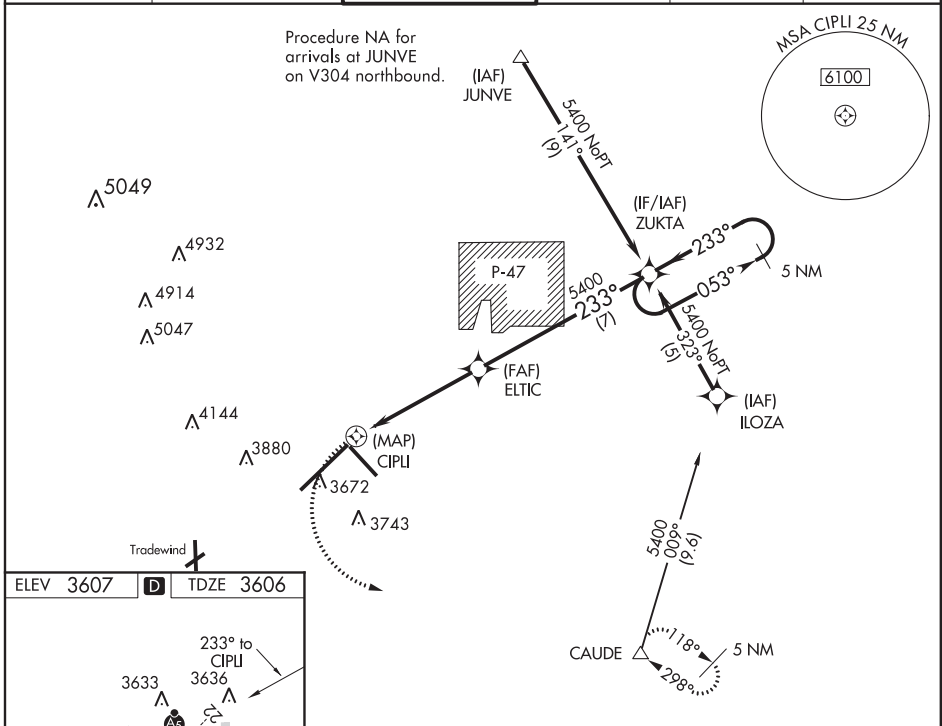 Procedure NA for
arrivals at JUNVE
on V304 northbound.
(IAF)
JUNVE
MSA CIPLI 25 NM
6100
5400 NoPT
141°
(9)
5049
4932
4914
5047
(IF/IAF)
ZUKTA
233°
053°
5 NM
P-47
5400
233°
(7)
5400 NoPT
323°
(5)
(FAF)
ELTIC
(IAF)
ILOZA
4144
3880
(MAP)
CIPLI
3672
3743
5400
009°
(9.6)
Tradewind
CAUDE
118°
298°
5 NM
ELEV 3607
D
TDZE 3606
233° to
CIPLI
3633
3636
22
A5